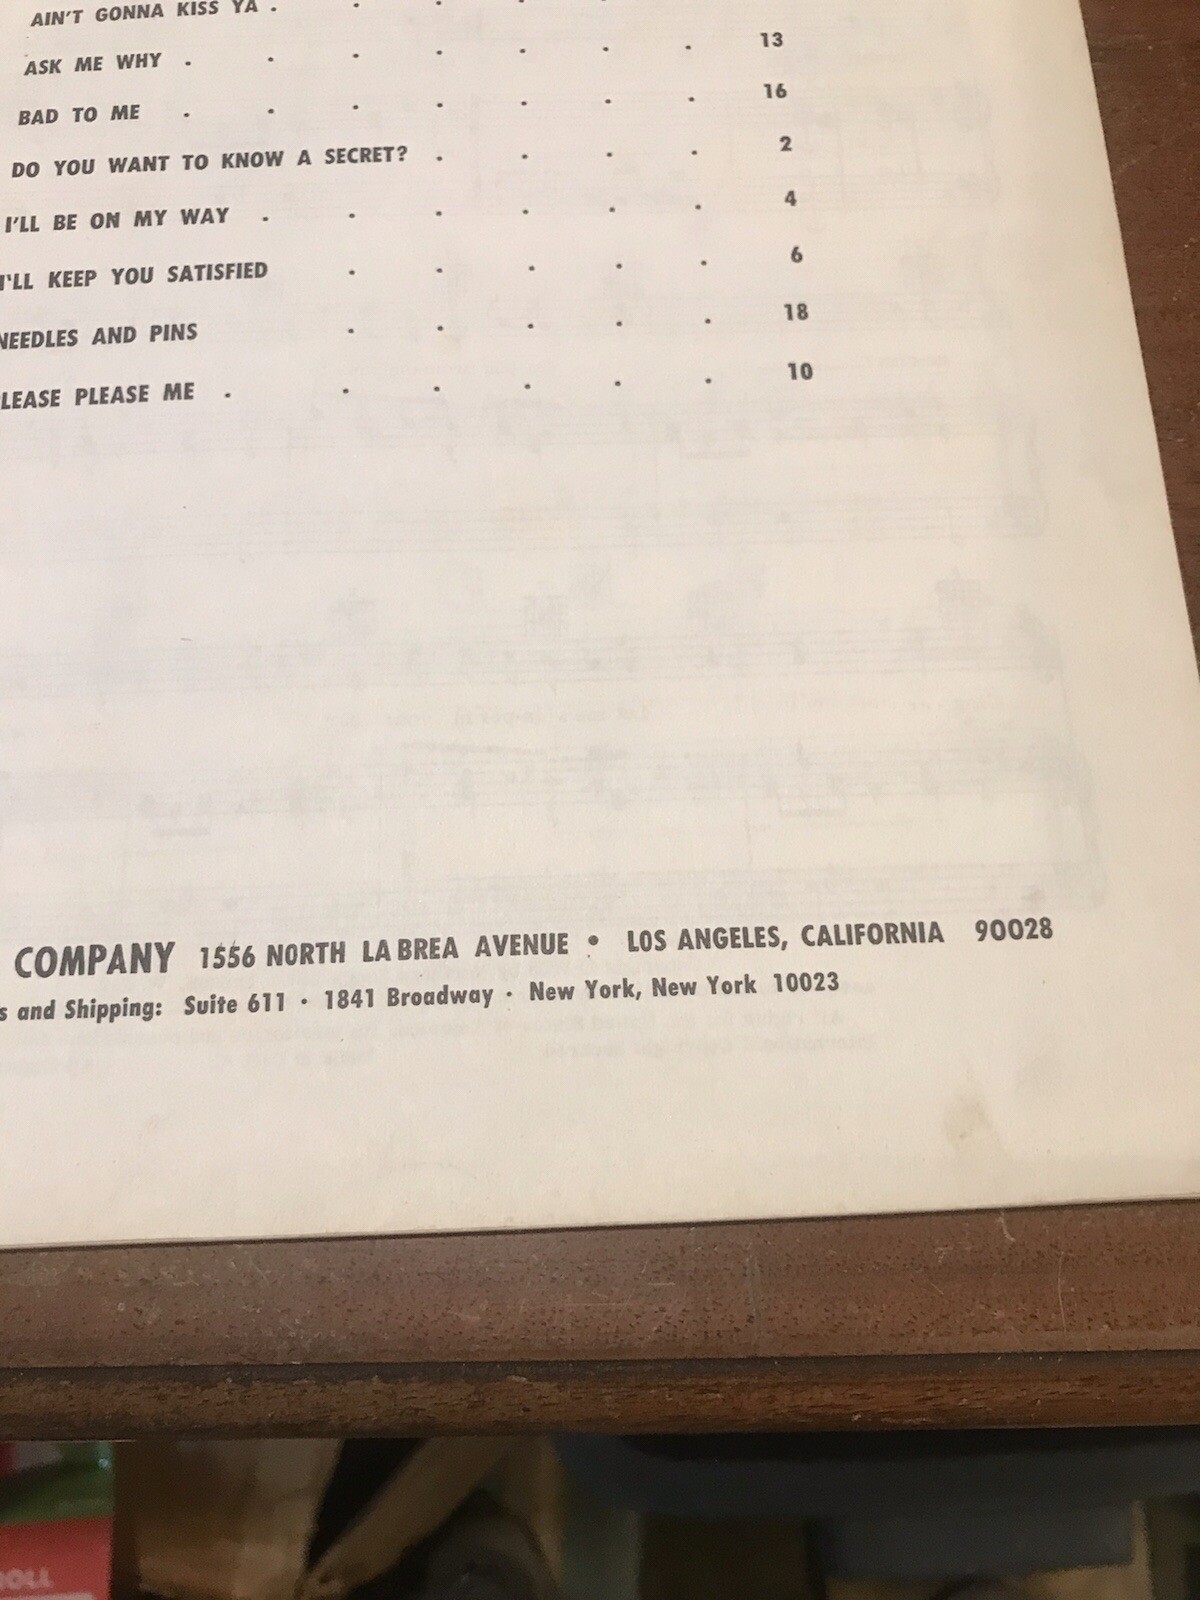 AIN'T GONNA KISS YA .  .  .  .  .
ASK ME WHY .  .  .  .  .  .  .  13
BAD TO ME  .  .  .  .  .  .  .  16
DO YOU WANT TO KNOW A SECRET? .  .  .  .  2
I'LL BE ON MY WAY .  .  .  .  .  .  4
I'LL KEEP YOU SATISFIED  .  .  .  .  .  6
NEEDLES AND PINS  .  .  .  .  .  18
LEASE PLEASE ME .  .  .  .  .  .  10
COMPANY 1556 NORTH LA BREA AVENUE • LOS ANGELES, CALIFORNIA 90028
s and Shipping: Suite 611 · 1841 Broadway · New York, New York 10023
OLL